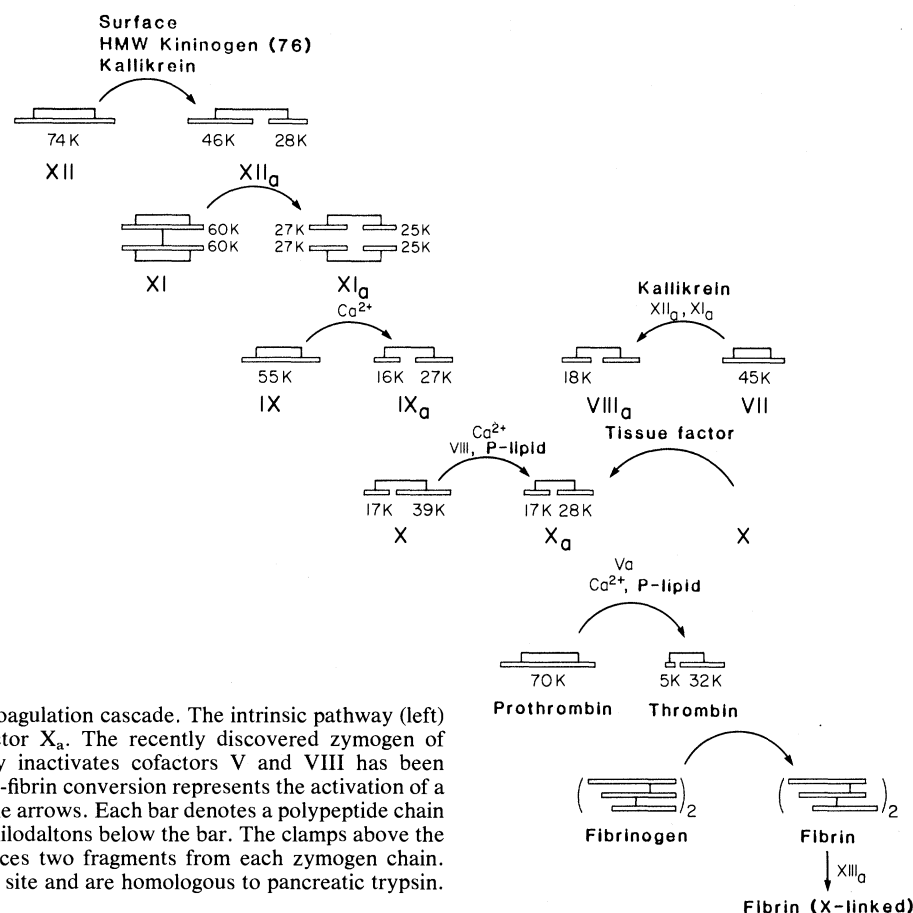 Surface
HMW Kininogen (76)
Kallikrein
74K
46K 28K
XII
XIIa
60K
60K
27K
27K
25K
25K
XI
XIa
Ca2+
55K
16K 27K
IX
IXa
Kallikrein
XIIa, XIa
18K
45K
VIIIa
VII
Ca2+
VIII, P-lipid
Tissue factor
17K 39K
17K 28K
X
Xa
X
Va
Ca2+, P-lipid
70K
5K 32K
Prothrombin
Thrombin
2
2
Fibrinogen
Fibrin
XIIIa
Fibrin (X-linked)
oagulation cascade. The intrinsic pathway (left)
ctor Xa. The recently discovered zymogen of
y inactivates cofactors V and VIII has been
-fibrin conversion represents the activation of a
e arrows. Each bar denotes a polypeptide chain
ilodaltons below the bar. The clamps above the
ces two fragments from each zymogen chain.
site and are homologous to pancreatic trypsin.